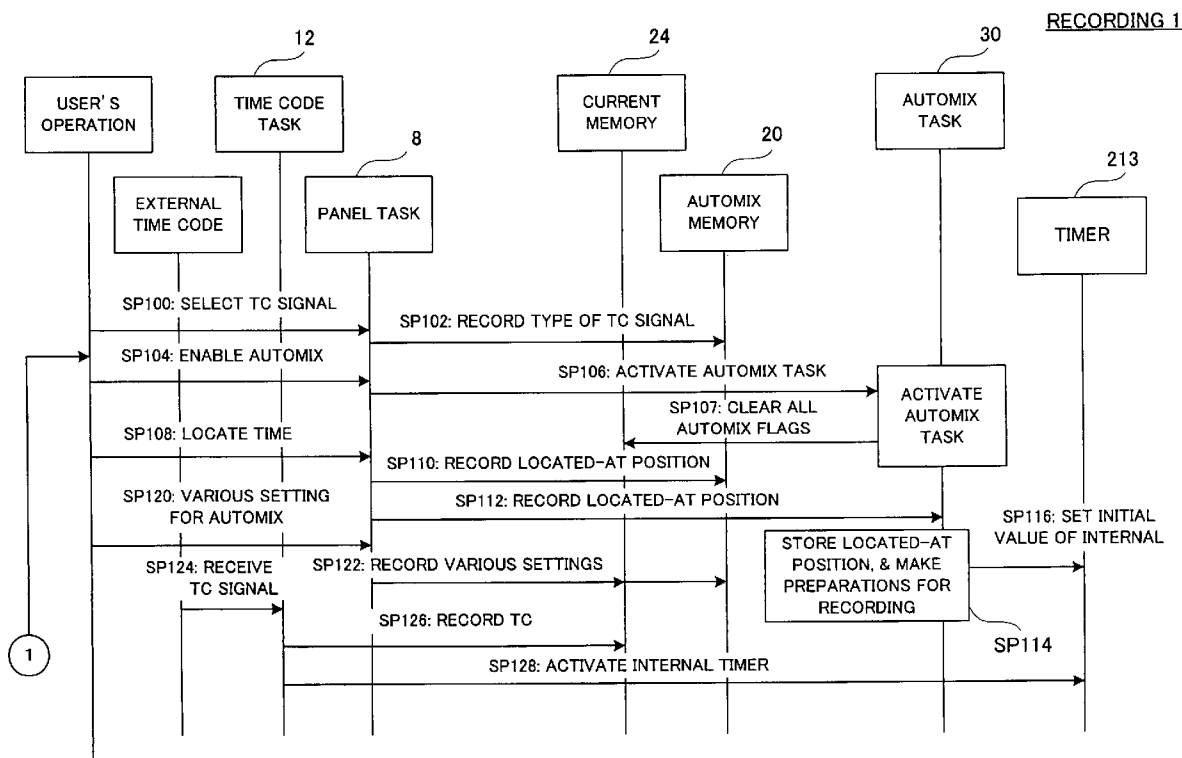 RECORDING 1
12
24
30
USER'S
OPERATION
TIME CODE
TASK
CURRENT
MEMORY
AUTOMIX
TASK
8
20
213
EXTERNAL
TIME CODE
PANEL TASK
AUTOMIX
MEMORY
TIMER
SP100: SELECT TC SIGNAL
SP102: RECORD TYPE OF TC SIGNAL
SP104: ENABLE AUTOMIX
SP106: ACTIVATE AUTOMIX TASK
ACTIVATE
AUTOMIX
TASK
SP107: CLEAR ALL
AUTOMIX FLAGS
SP108: LOCATE TIME
SP110: RECORD LOCATED-AT POSITION
SP120: VARIOUS SETTING
FOR AUTOMIX
SP112: RECORD LOCATED-AT POSITION
SP116: SET INITIAL
VALUE OF INTERNAL
STORE LOCATED-AT
POSITION, & MAKE
PREPARATIONS FOR
RECORDING
SP124: RECEIVE
TC SIGNAL
SP122: RECORD VARIOUS SETTINGS
SP126: RECORD TC
SP114
1
SP128: ACTIVATE INTERNAL TIMER